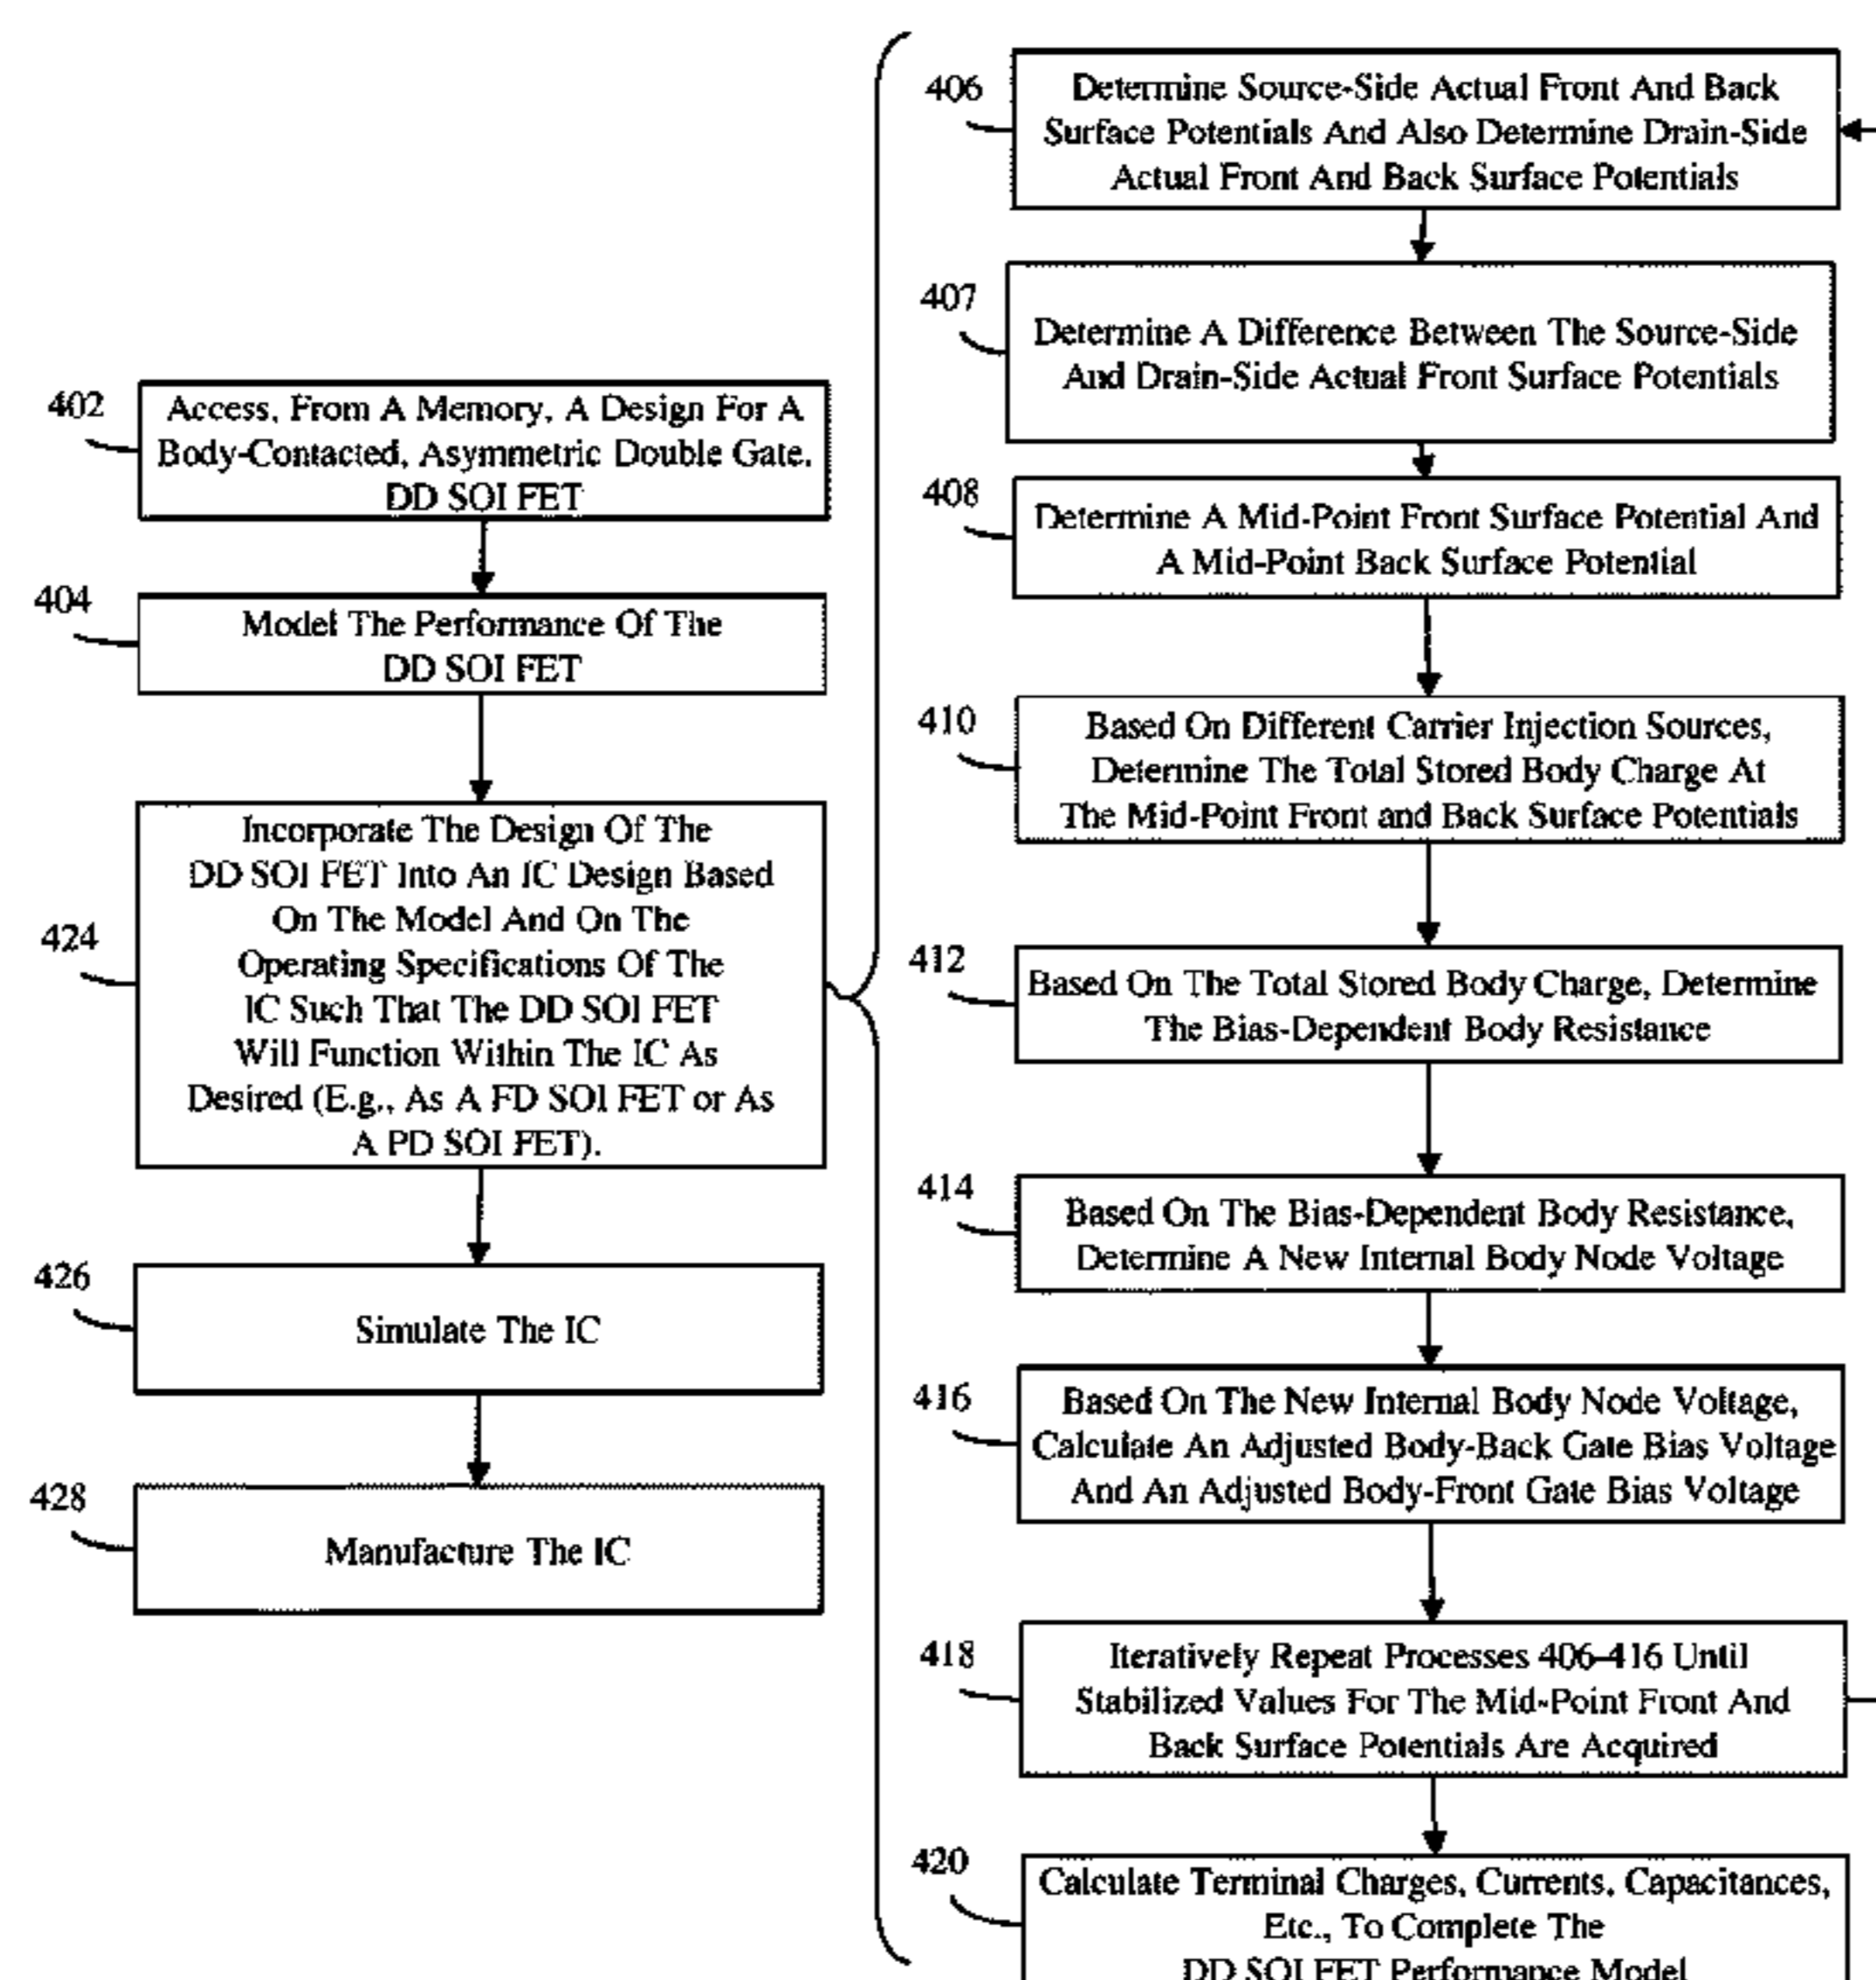 402
Access, From A Memory, A Design For A
Body-Contacted, Asymmetric Double Gate,
DD SOI FET
404
Model The Performance Of The
DD SOI FET
424
Incorporate The Design Of The
DD SOI FET Into An IC Design Based
On The Model And On The
Operating Specifications Of The
IC Such That The DD SOI FET
Will Function Within The IC As
Desired (E.g., As A FD SOI FET or As
A PD SOI FET).
426
Simulate The IC
428
Manufacture The IC
406
Determine Source-Side Actual Front And Back
Surface Potentials And Also Determine Drain-Side
Actual Front And Back Surface Potentials
407
Determine A Difference Between The Source-Side
And Drain-Side Actual Front Surface Potentials
408
Determine A Mid-Point Front Surface Potential And
A Mid-Point Back Surface Potential
410
Based On Different Carrier Injection Sources,
Determine The Total Stored Body Charge At
The Mid-Point Front and Back Surface Potentials
412
Based On The Total Stored Body Charge, Determine
The Bias-Dependent Body Resistance
414
Based On The Bias-Dependent Body Resistance,
Determine A New Internal Body Node Voltage
416
Based On The New Internal Body Node Voltage,
Calculate An Adjusted Body-Back Gate Bias Voltage
And An Adjusted Body-Front Gate Bias Voltage
418
Iteratively Repeat Processes 406-416 Until
Stabilized Values For The Mid-Point Front And
Back Surface Potentials Are Acquired
420
Calculate Terminal Charges, Currents, Capacitances,
Etc., To Complete The
DD SOI FET Performance Model